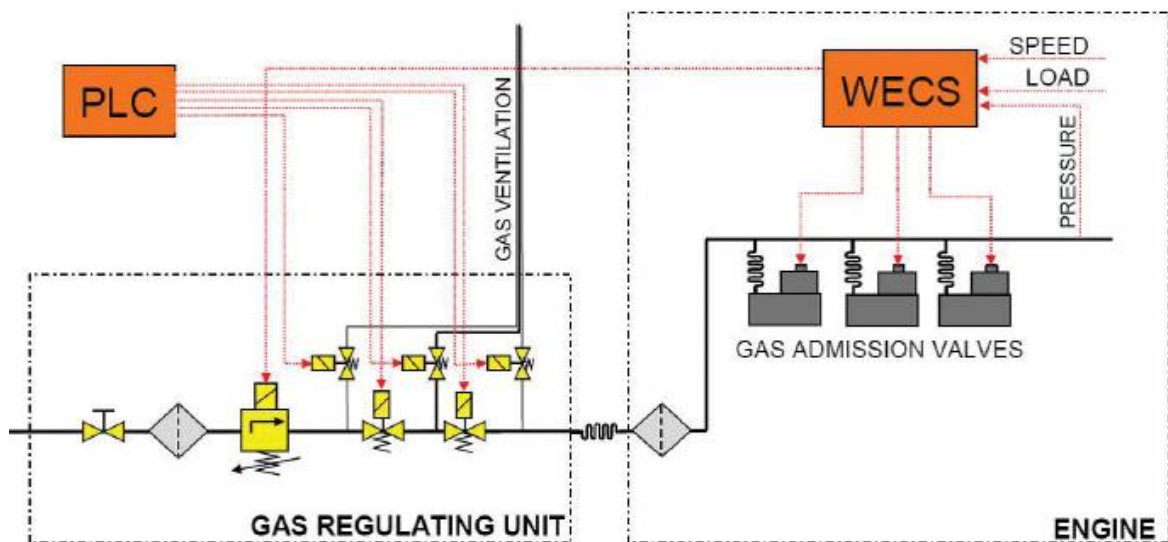 PLC
GAS VENTILATION
WECS
SPEED
LOAD
PRESSURE
GAS ADMISSION VALVES
GAS REGULATING UNIT
ENGINE